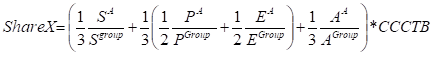 ShareX=(1/3 S^A/S^group + 1/3 (1/2 P^A/P^Group + 1/2 E^A/E^Group) + 1/3 A^A/A^Group)*CCCTB